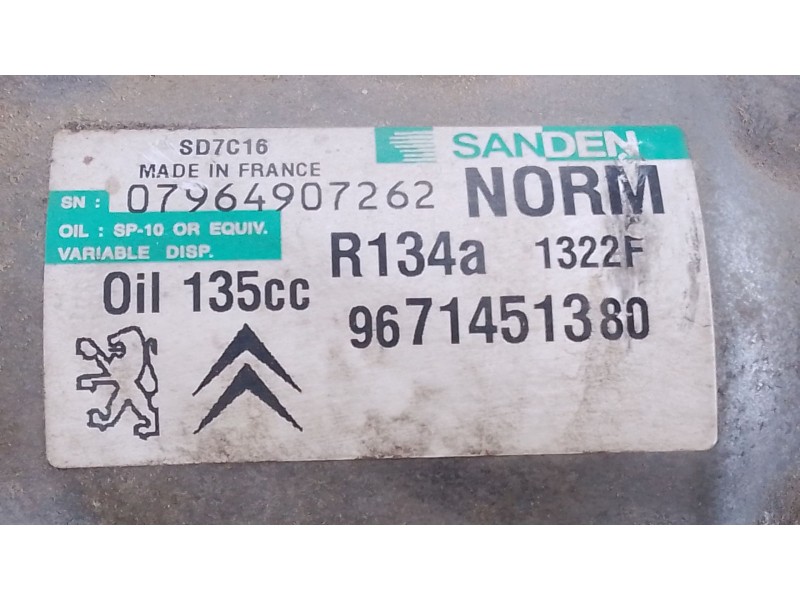 SD7C16
MADE IN FRANCE
SANDEN
SN : 07964907262 NORM
OIL : SP-10 OR EQUIV.
VARIABLE DISP.
R134a 1322F
Oil 135cc
9671451380